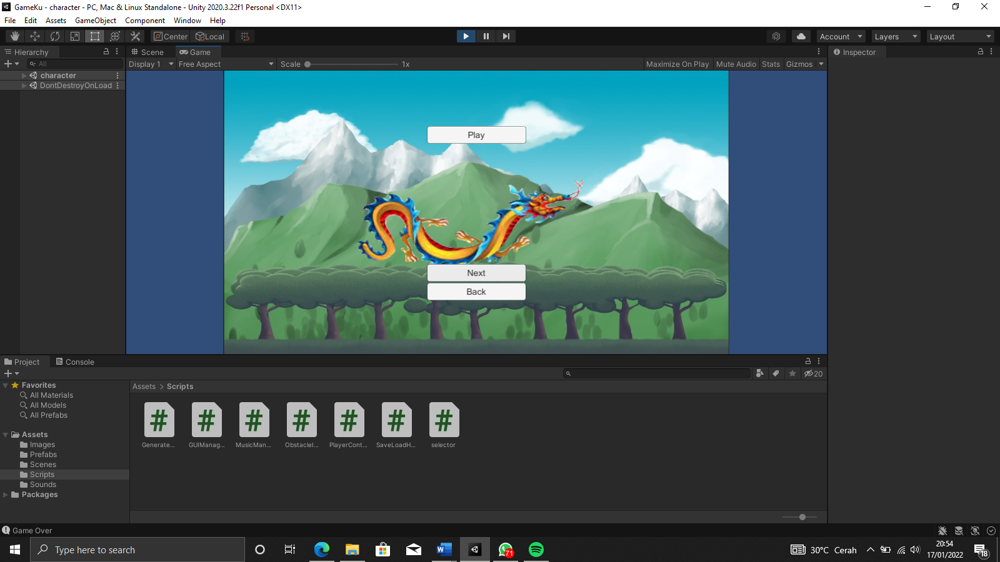 GameKu - character - PC, Mac & Linux Standalone - Unity 2020.3.22f1 Personal <DX11>
File Edit Assets GameObject Component Window Help
Center Local Account Layers Layout
Hierarchy Scene Game Inspector
All Display 1 Free Aspect Scale 1x Maximize On Play Mute Audio Stats Gizmos
character
DontDestroyOnLoad
Play
Next
Back
Project Console
20
Favorites Assets > Scripts
All Materials
All Models
All Prefabs
Assets
Images Generate... GUIManag... MusicMan... ObstacleI... PlayerCont... SaveLoadH... selector
Prefabs
Scenes
Scripts
Sounds
Packages
Game Over
Type here to search 71 30°C Cerah 20:54
17/01/2022 18